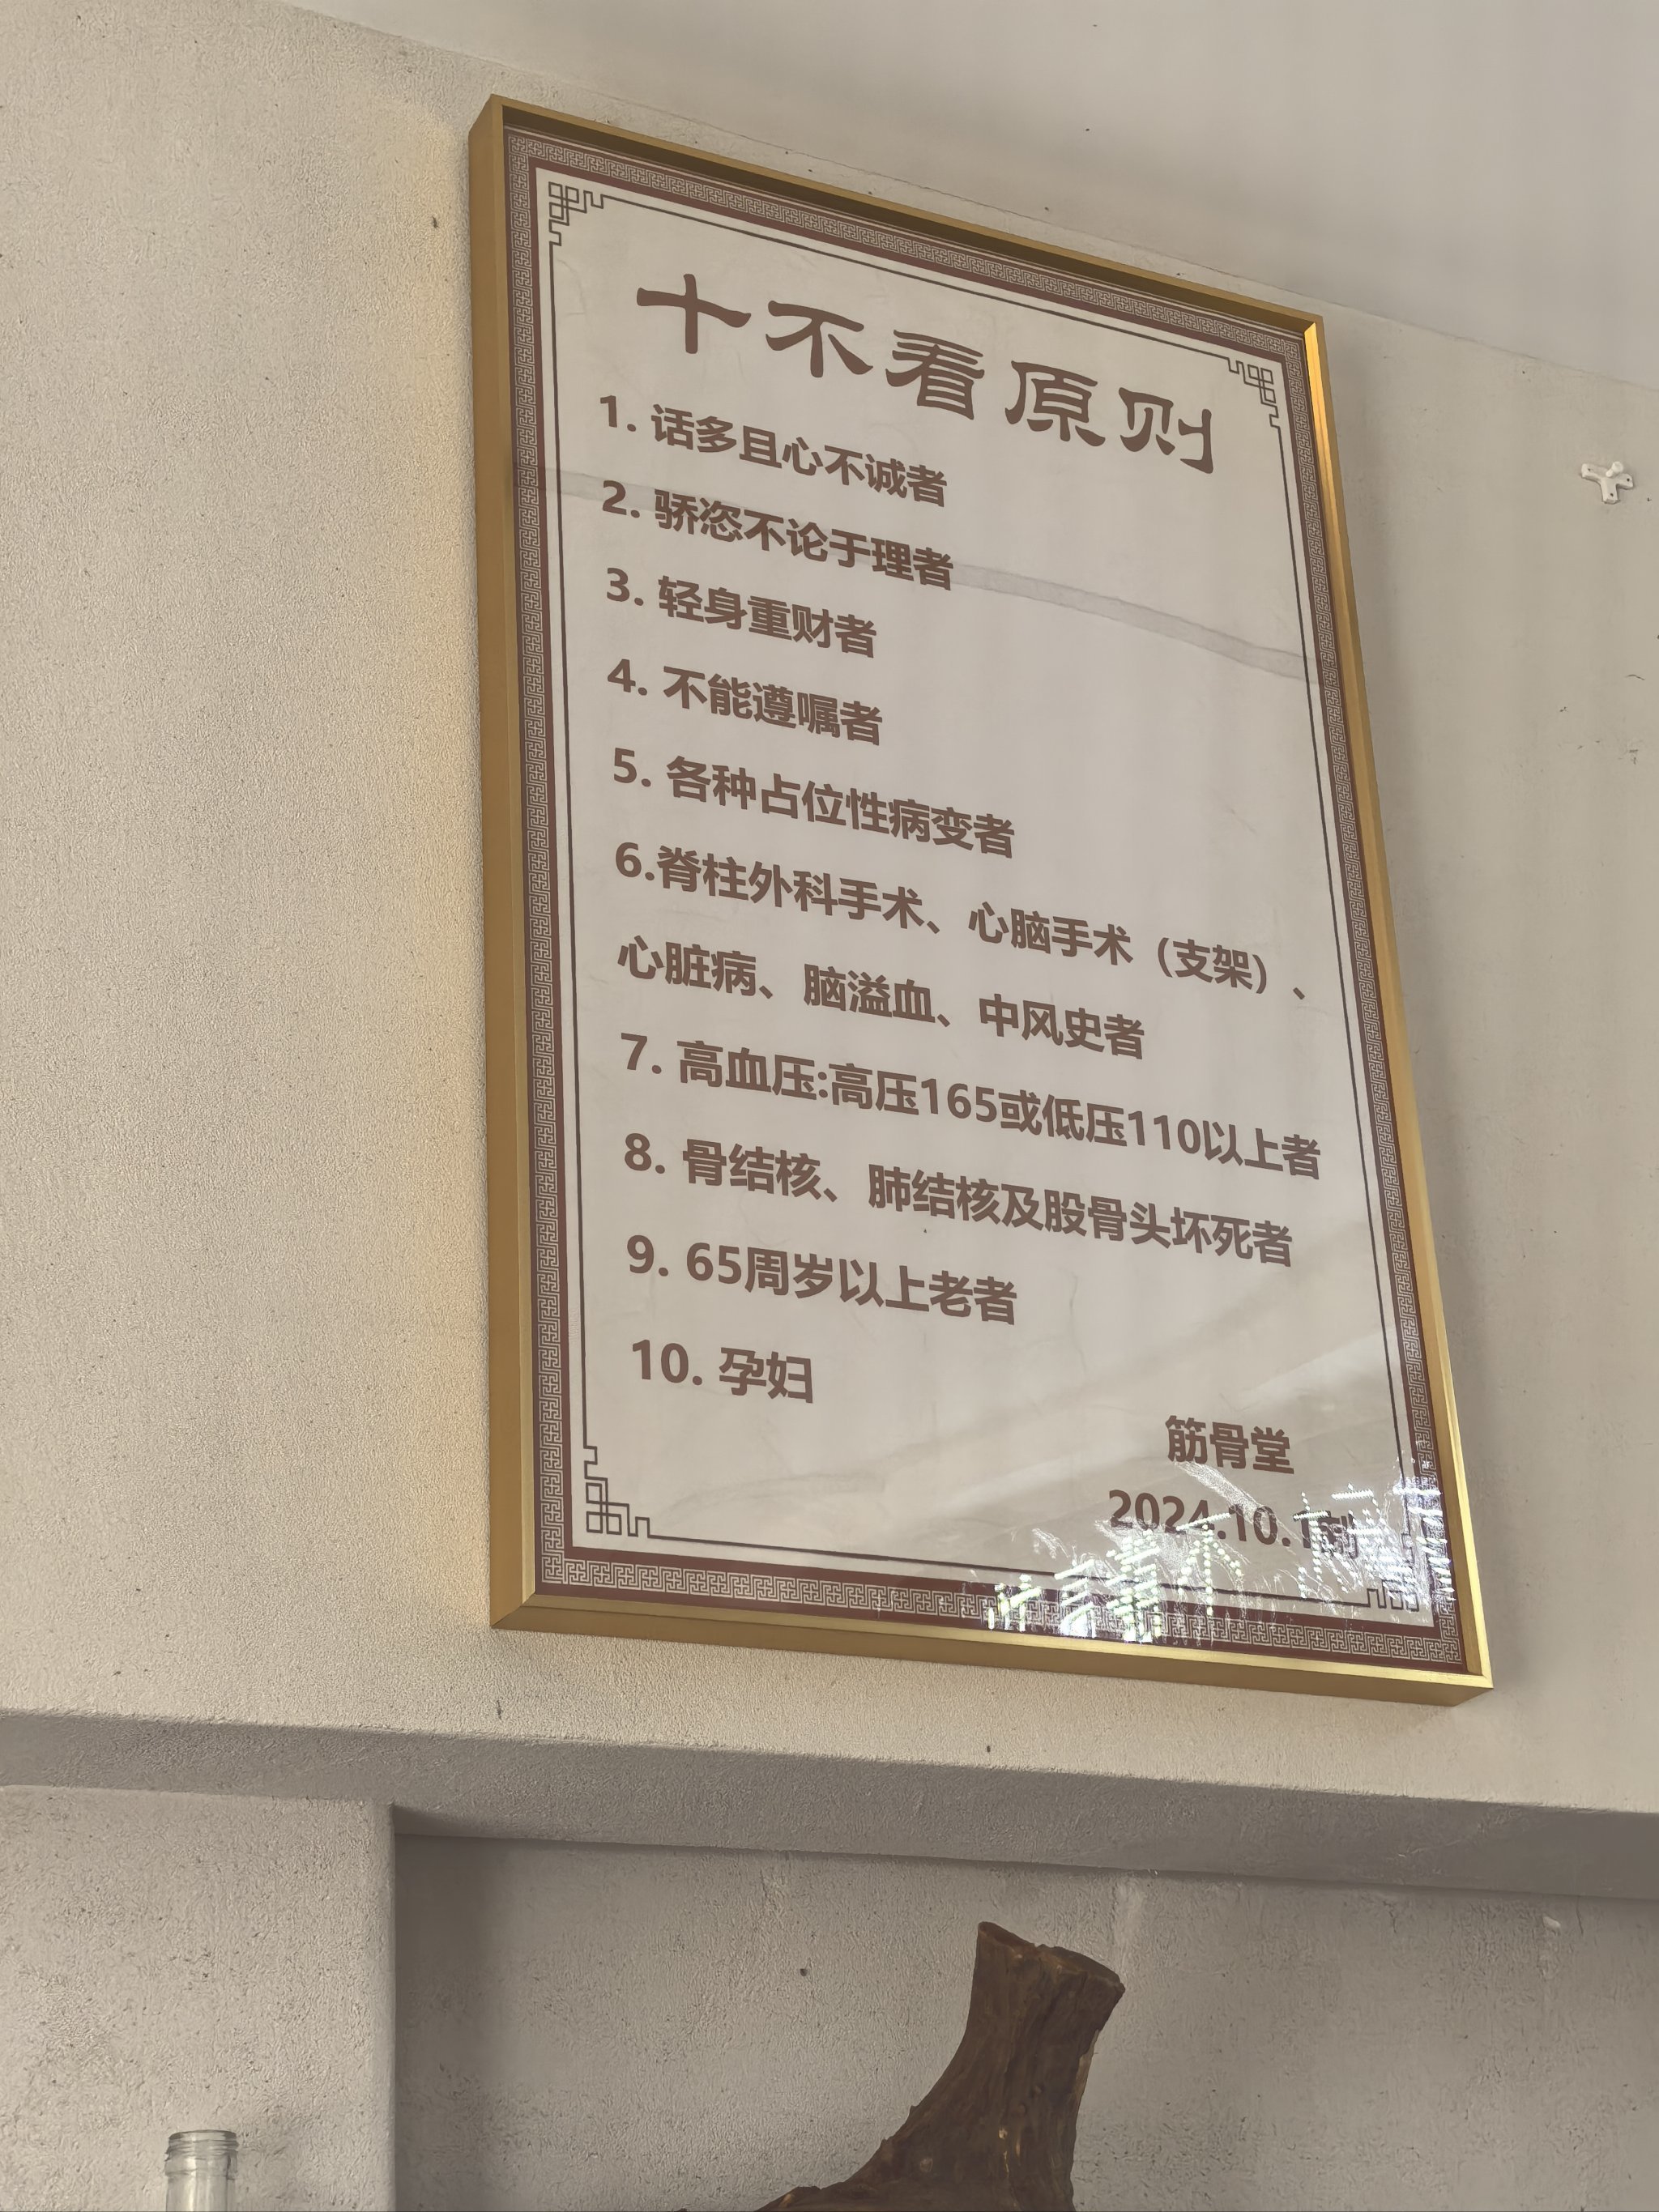 十不看原则
1. 话多且心不诚者
2. 骄恣不论于理者
3. 轻身重财者
4. 不能遵嘱者
5. 各种占位性病变者
6.脊柱外科手术、心脑手术（支架）、
心脏病、脑溢血、中风史者
7. 高血压:高压165或低压110以上者
8. 骨结核、肺结核及股骨头坏死者
9. 65周岁以上老者
10. 孕妇
筋骨堂
2024.10.1